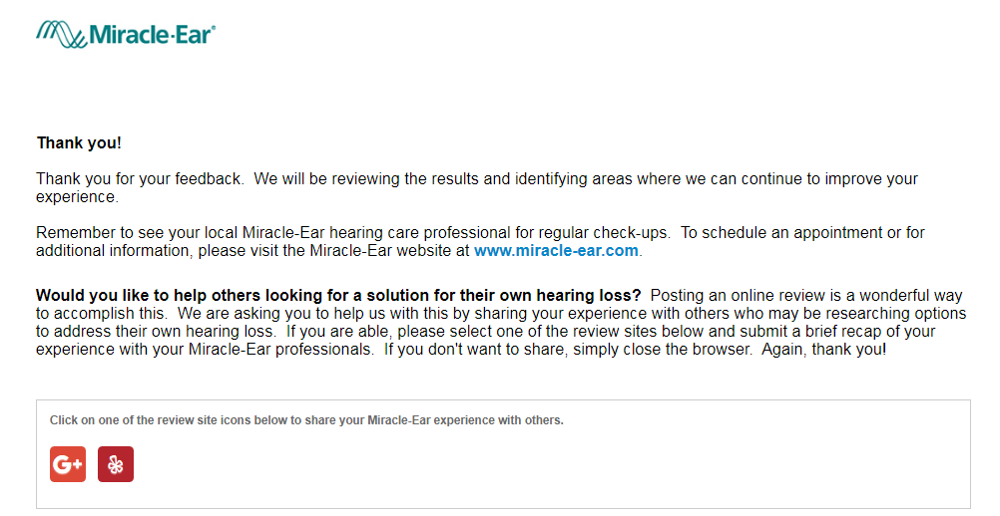 Miracle-Ear®
Thank you!
Thank you for your feedback.  We will be reviewing the results and identifying areas where we can continue to improve your
experience.
Remember to see your local Miracle-Ear hearing care professional for regular check-ups.  To schedule an appointment or for
additional information, please visit the Miracle-Ear website at www.miracle-ear.com.
Would you like to help others looking for a solution for their own hearing loss?  Posting an online review is a wonderful way
to accomplish this.  We are asking you to help us with this by sharing your experience with others who may be researching options
to address their own hearing loss.  If you are able, please select one of the review sites below and submit a brief recap of your
experience with your Miracle-Ear professionals.  If you don't want to share, simply close the browser.  Again, thank you!
Click on one of the review site icons below to share your Miracle-Ear experience with others.
G+